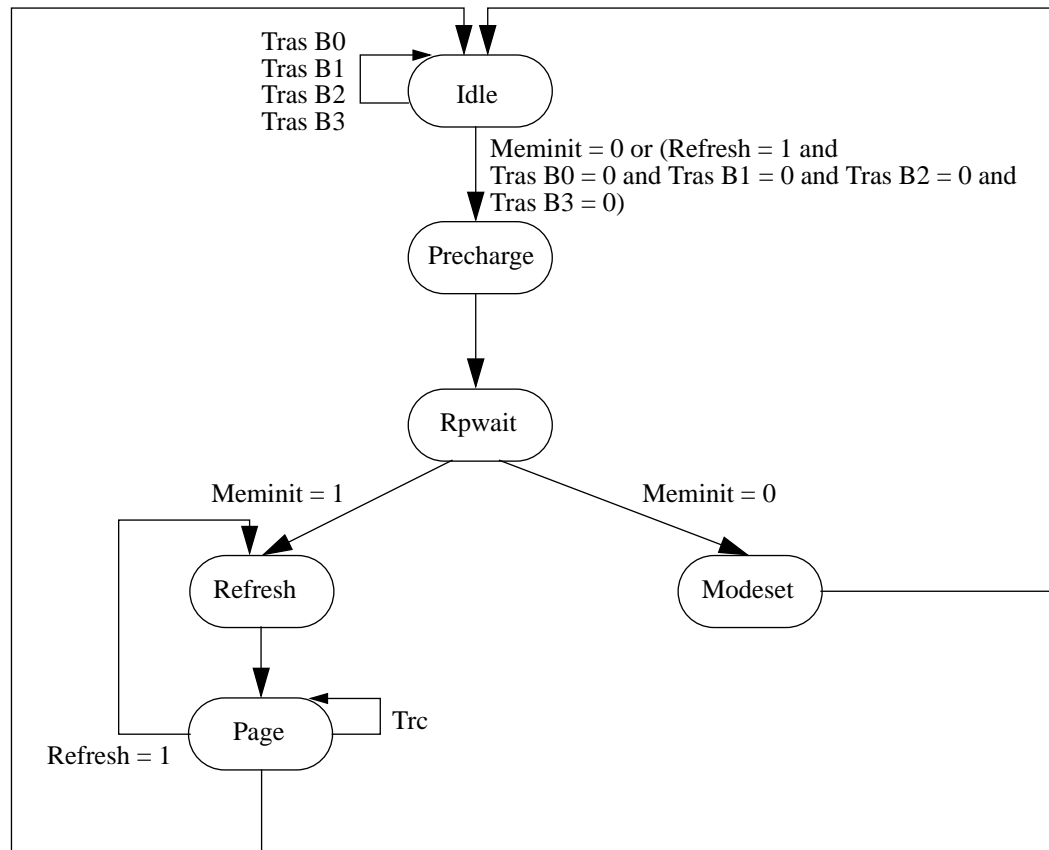 Tras B0
Tras B1
Tras B2
Tras B3
Idle
Meminit = 0 or (Refresh = 1 and
Tras B0 = 0 and Tras B1 = 0 and Tras B2 = 0 and
Tras B3 = 0)
Precharge
Rpwait
Meminit = 1
Meminit = 0
Refresh
Modeset
Page
Trc
Refresh = 1